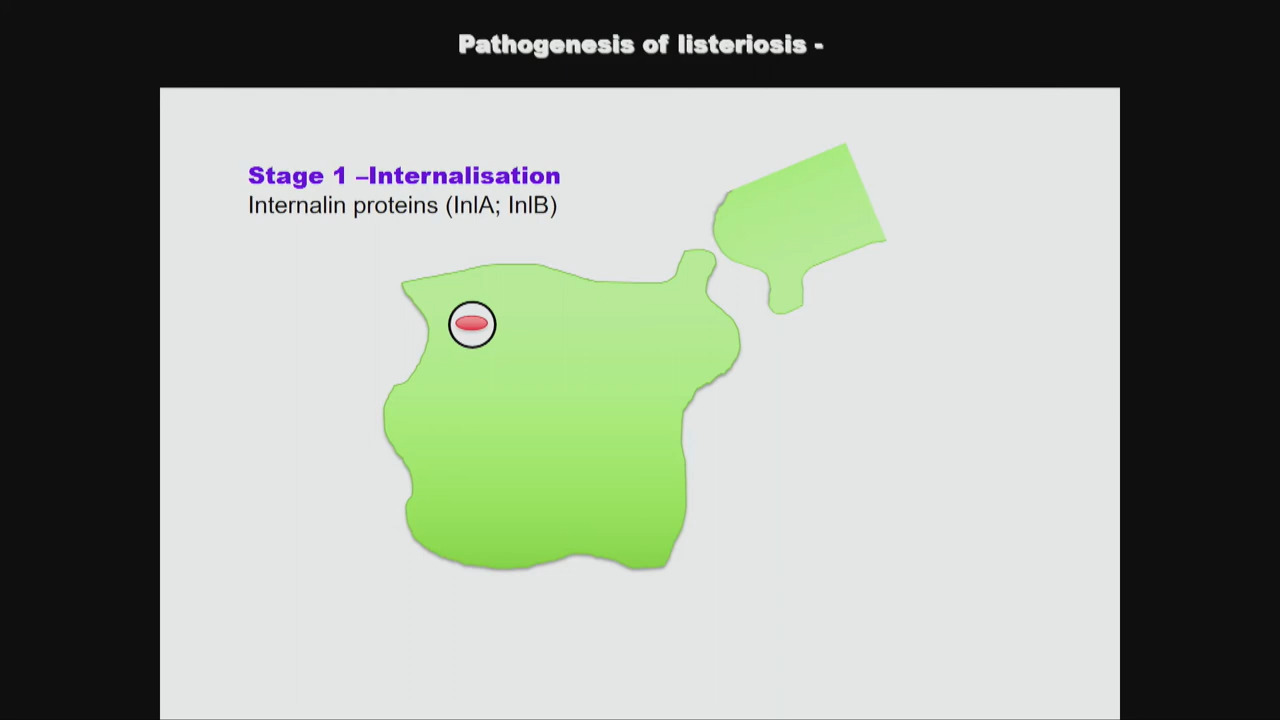 Pathogenesis of listeriosis -
Stage 1 –Internalisation
Internalin proteins (InlA; InlB)